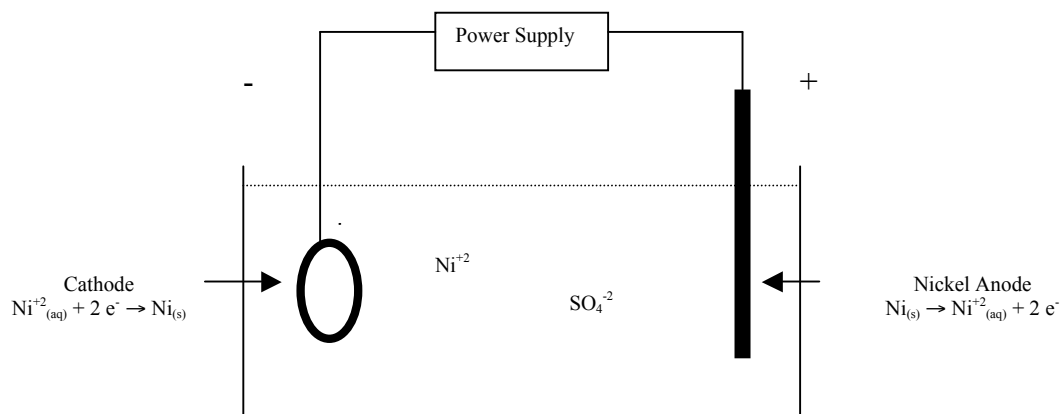 Power Supply
-
+
Ni⁺²
Cathode
Ni⁺²₍aq₎ + 2 e⁻ → Ni₍s₎
SO₄⁻²
Nickel Anode
Ni₍s₎ → Ni⁺²₍aq₎ + 2 e⁻